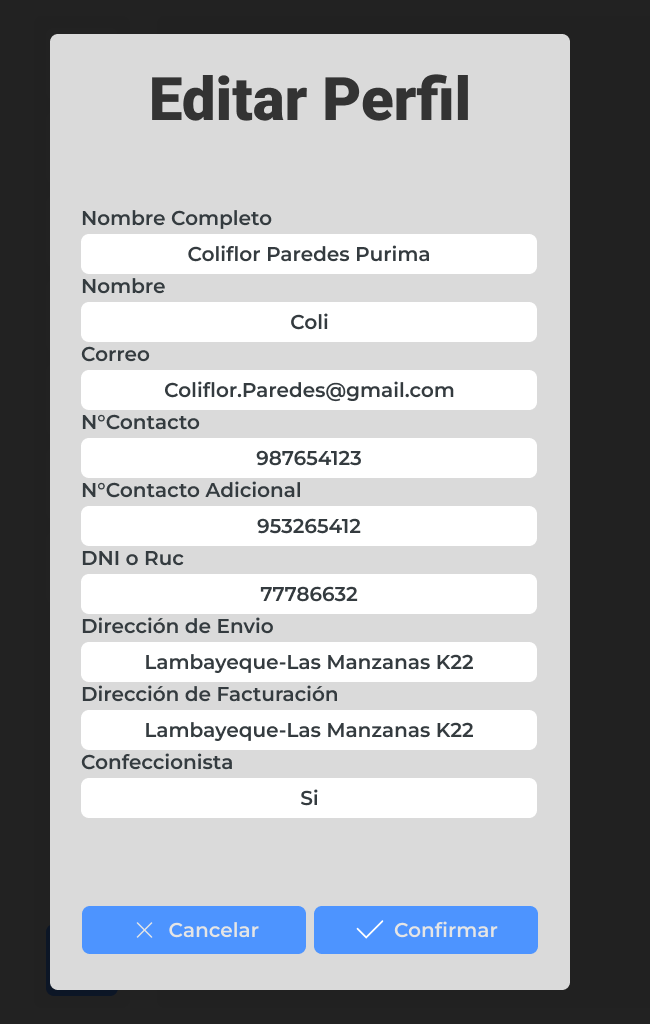 Editar Perfil
Nombre Completo
Coliflor Paredes Purima
Nombre
Coli
Correo
Coliflor.Paredes@gmail.com
N°Contacto
987654123
N°Contacto Adicional
953265412
DNI o Ruc
77786632
Dirección de Envio
Lambayeque-Las Manzanas K22
Dirección de Facturación
Lambayeque-Las Manzanas K22
Confeccionista
Si
Cancelar
Confirmar